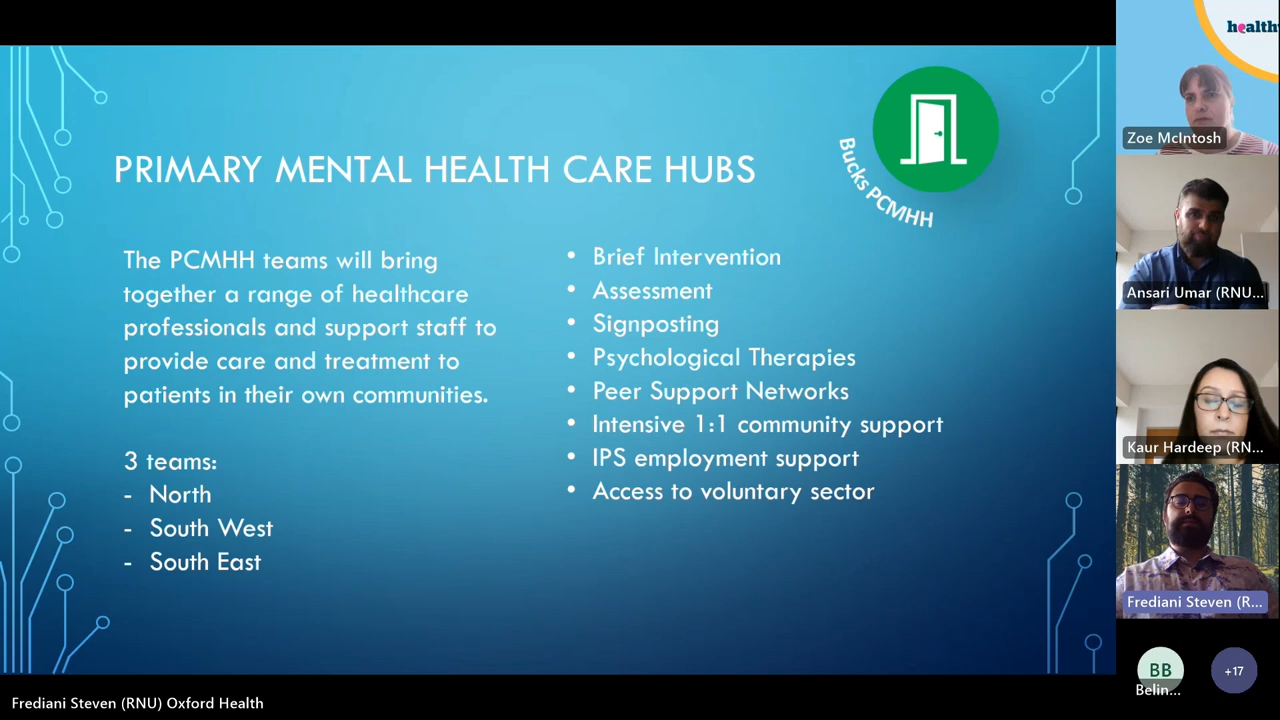 PRIMARY MENTAL HEALTH CARE HUBS
Bucks PCMHH
The PCMHH teams will bring
together a range of healthcare
professionals and support staff to
provide care and treatment to
patients in their own communities.
3 teams:
- North
- South West
- South East
• Brief Intervention
• Assessment
• Signposting
• Psychological Therapies
• Peer Support Networks
• Intensive 1:1 community support
• IPS employment support
• Access to voluntary sector
health
Zoe McIntosh
Ansari Umar (RNU...
Kaur Hardeep (RN...
Frediani Steven (R...
BB
Belin...
+17
Frediani Steven (RNU) Oxford Health